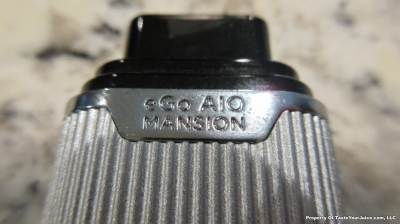 eGo AIO
MANSION
Property Of TasteYourJuice.com, LLC